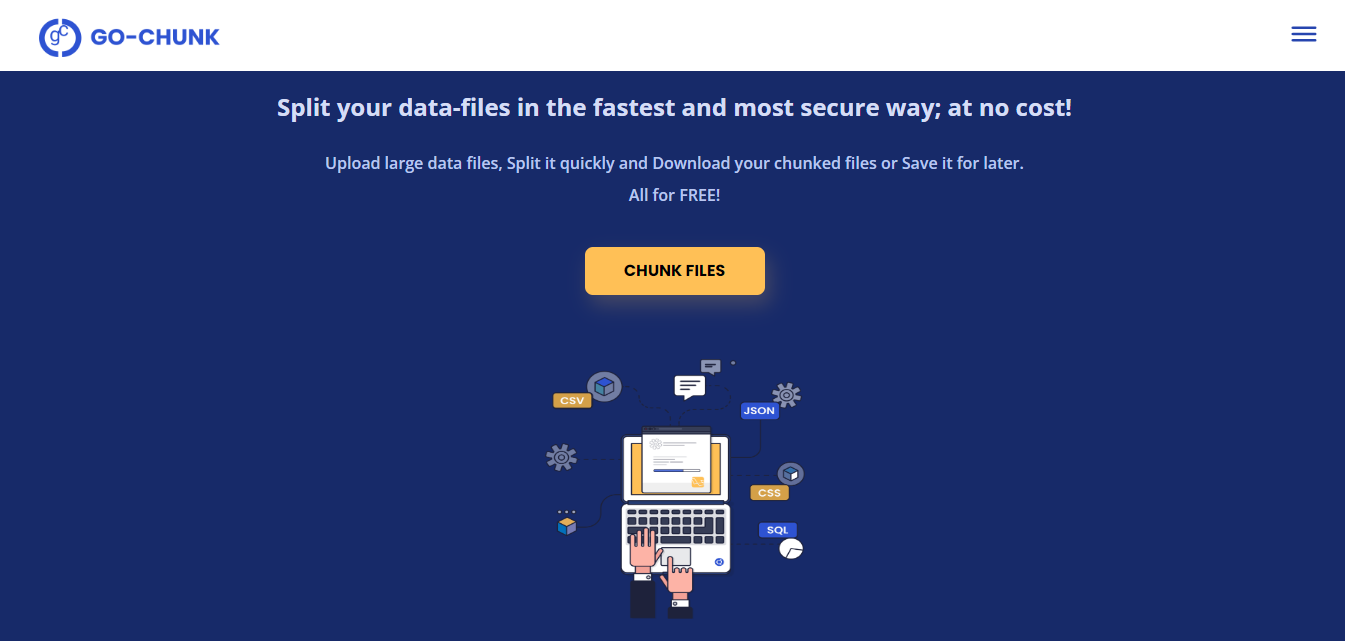 gc GO-CHUNK
Split your data-files in the fastest and most secure way; at no cost!
Upload large data files, Split it quickly and Download your chunked files or Save it for later.
All for FREE!
CHUNK FILES
CSV
JSON
CSS
SQL